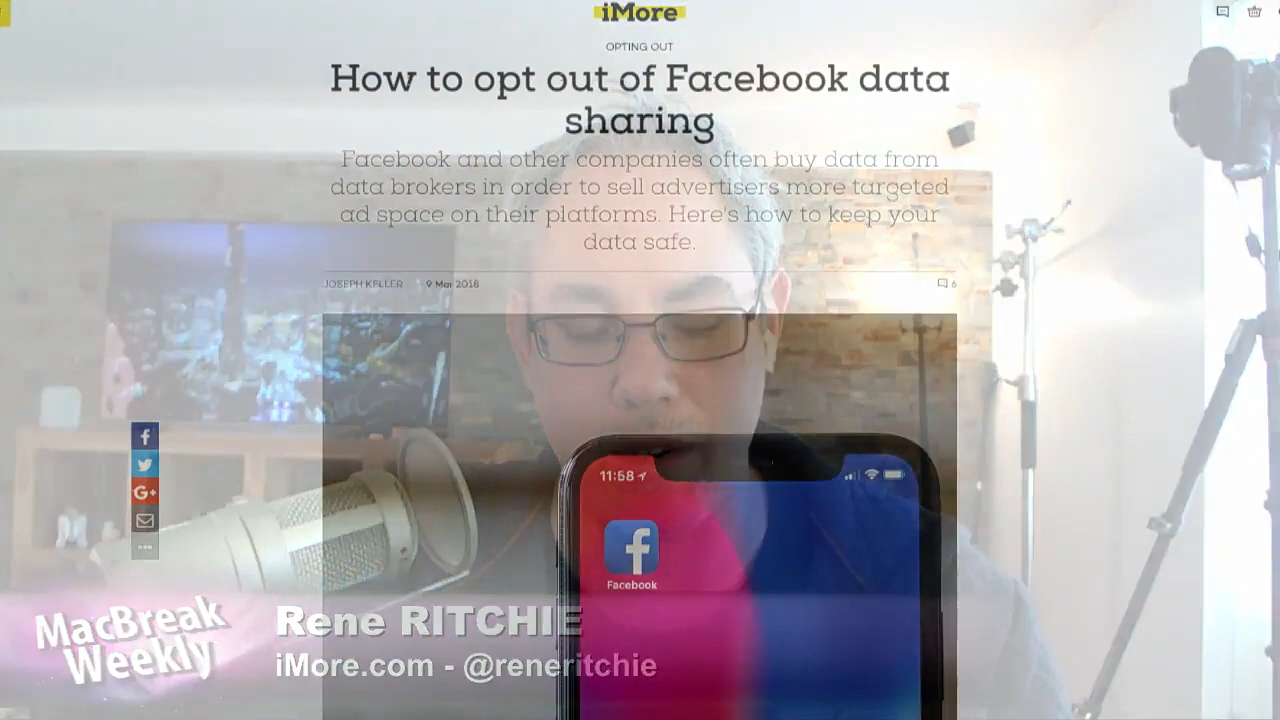 iMore
OPTING OUT
How to opt out of Facebook data
sharing
Facebook and other companies often buy data from
data brokers in order to sell advertisers more targeted
ad space on their platforms. Here's how to keep your
data safe.
JOSEPH KELLER 9 Mar 2018 6
11:58
Facebook
MacBreak
Weekly
Rene RITCHIE
iMore.com - @reneritchie